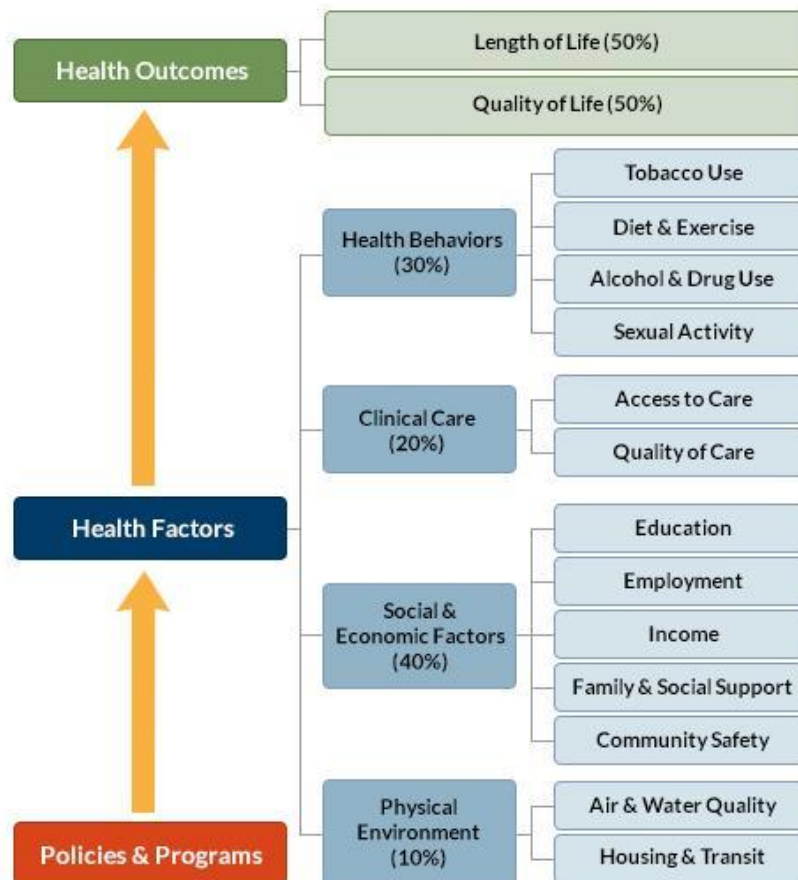 Health Outcomes
Length of Life (50%)
Quality of Life (50%)
Health Factors
Health Behaviors
(30%)
Tobacco Use
Diet & Exercise
Alcohol & Drug Use
Sexual Activity
Clinical Care
(20%)
Access to Care
Quality of Care
Social &
Economic Factors
(40%)
Education
Employment
Income
Family & Social Support
Community Safety
Physical
Environment
(10%)
Air & Water Quality
Housing & Transit
Policies & Programs